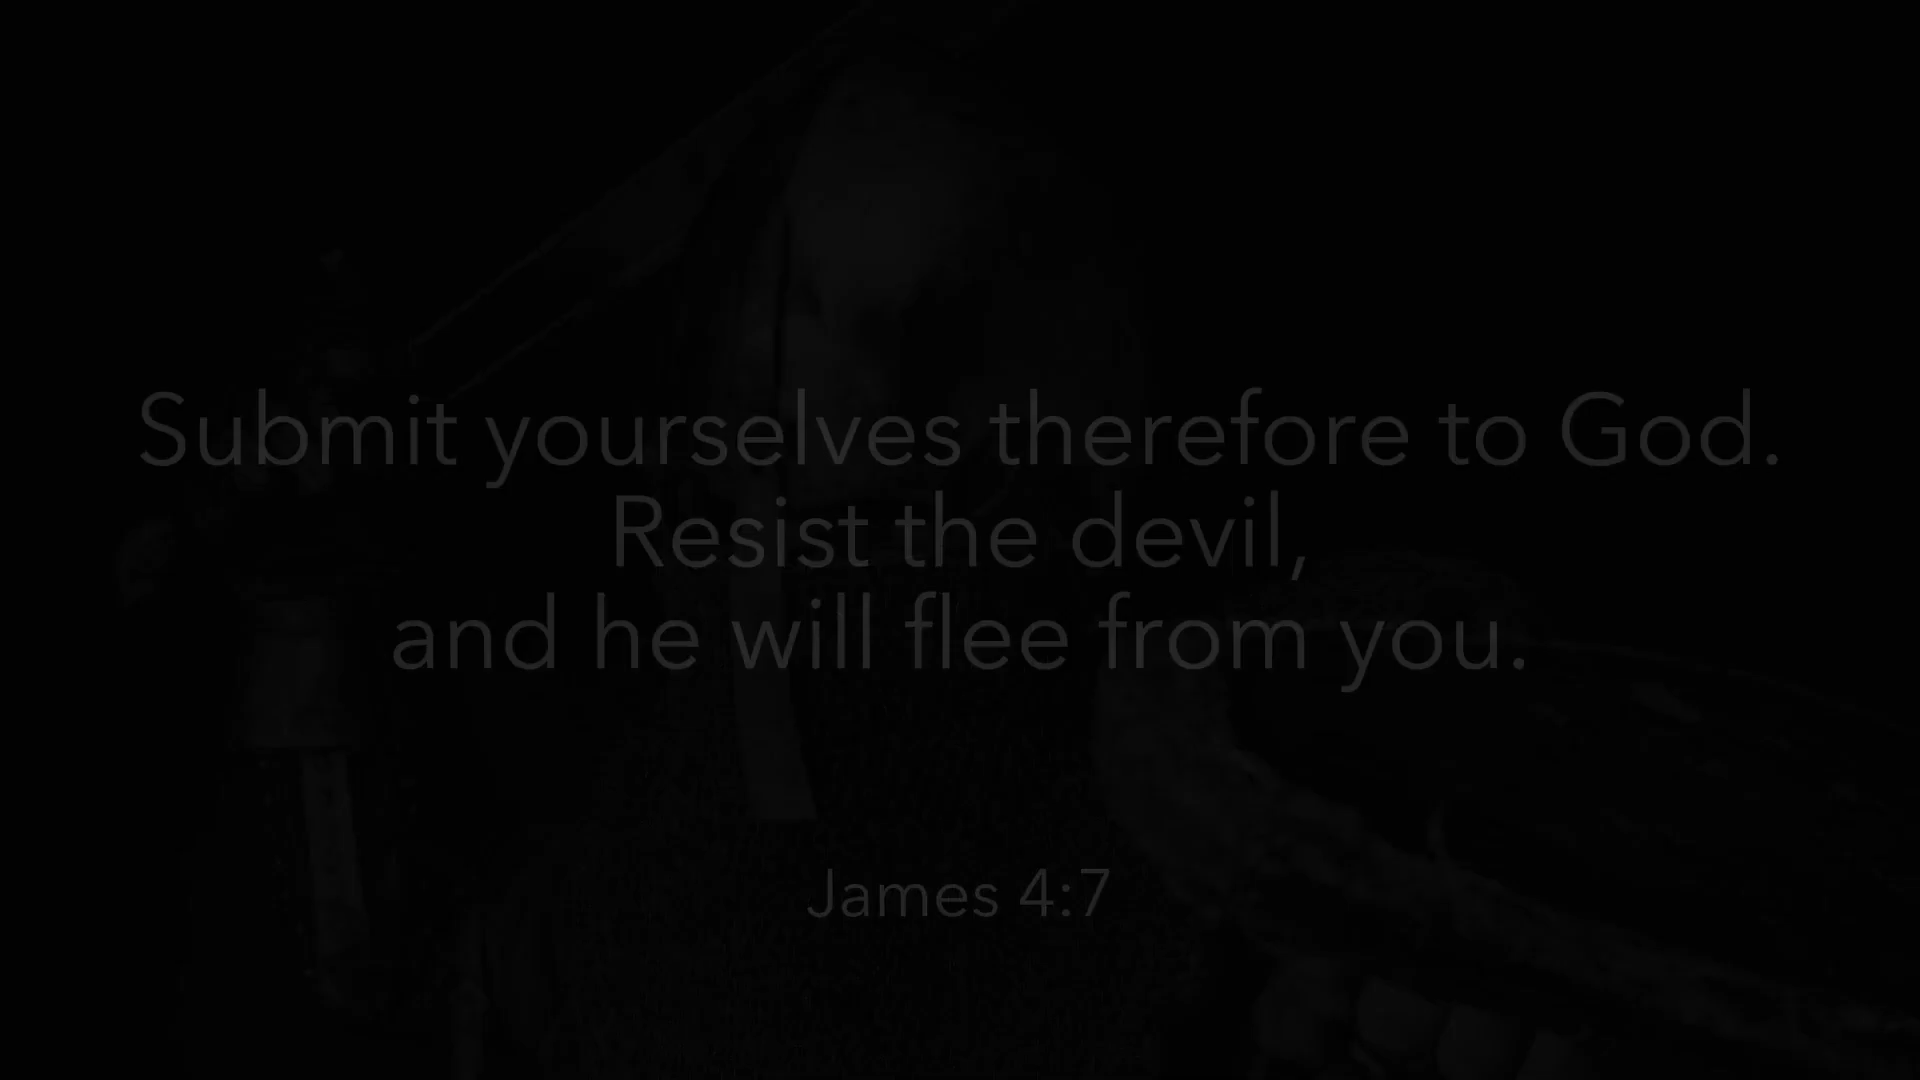 Submit yourselves therefore to God.
Resist the devil,
and he will flee from you.
James 4:7